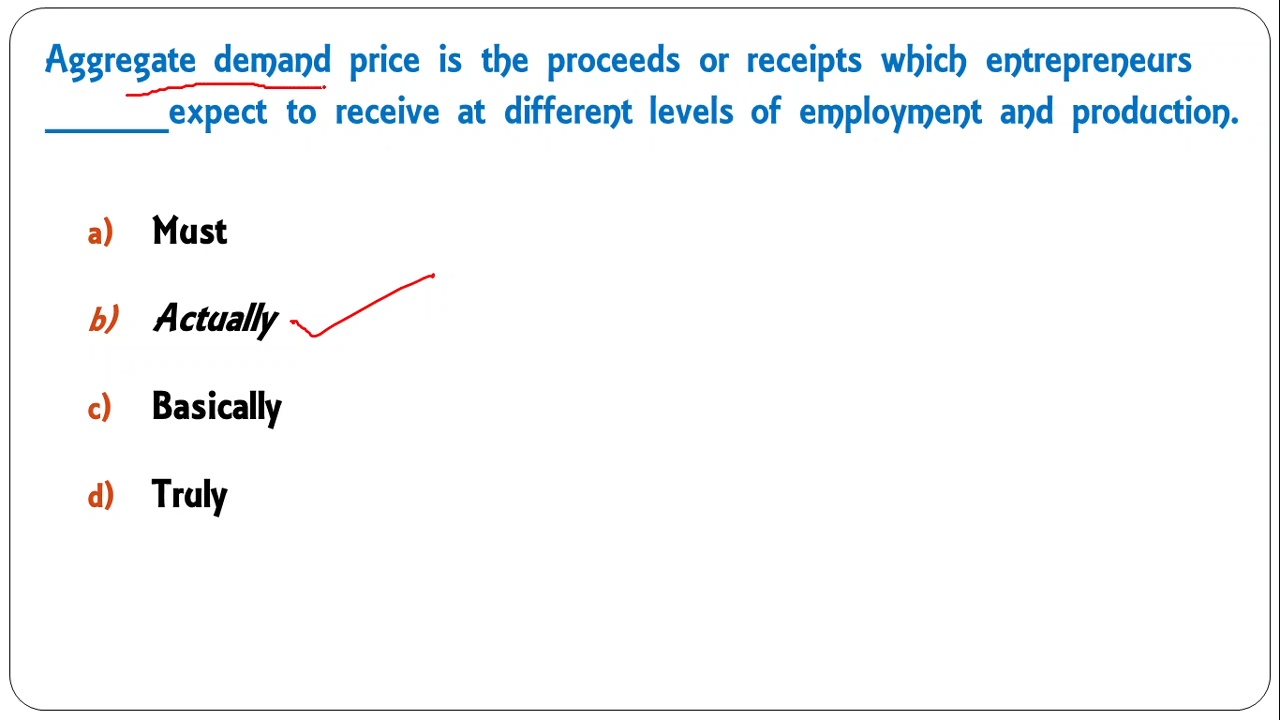 Aggregate demand price is the proceeds or receipts which entrepreneurs
_______expect to receive at different levels of employment and production.
a) Must
b) Actually
c) Basically
d) Truly